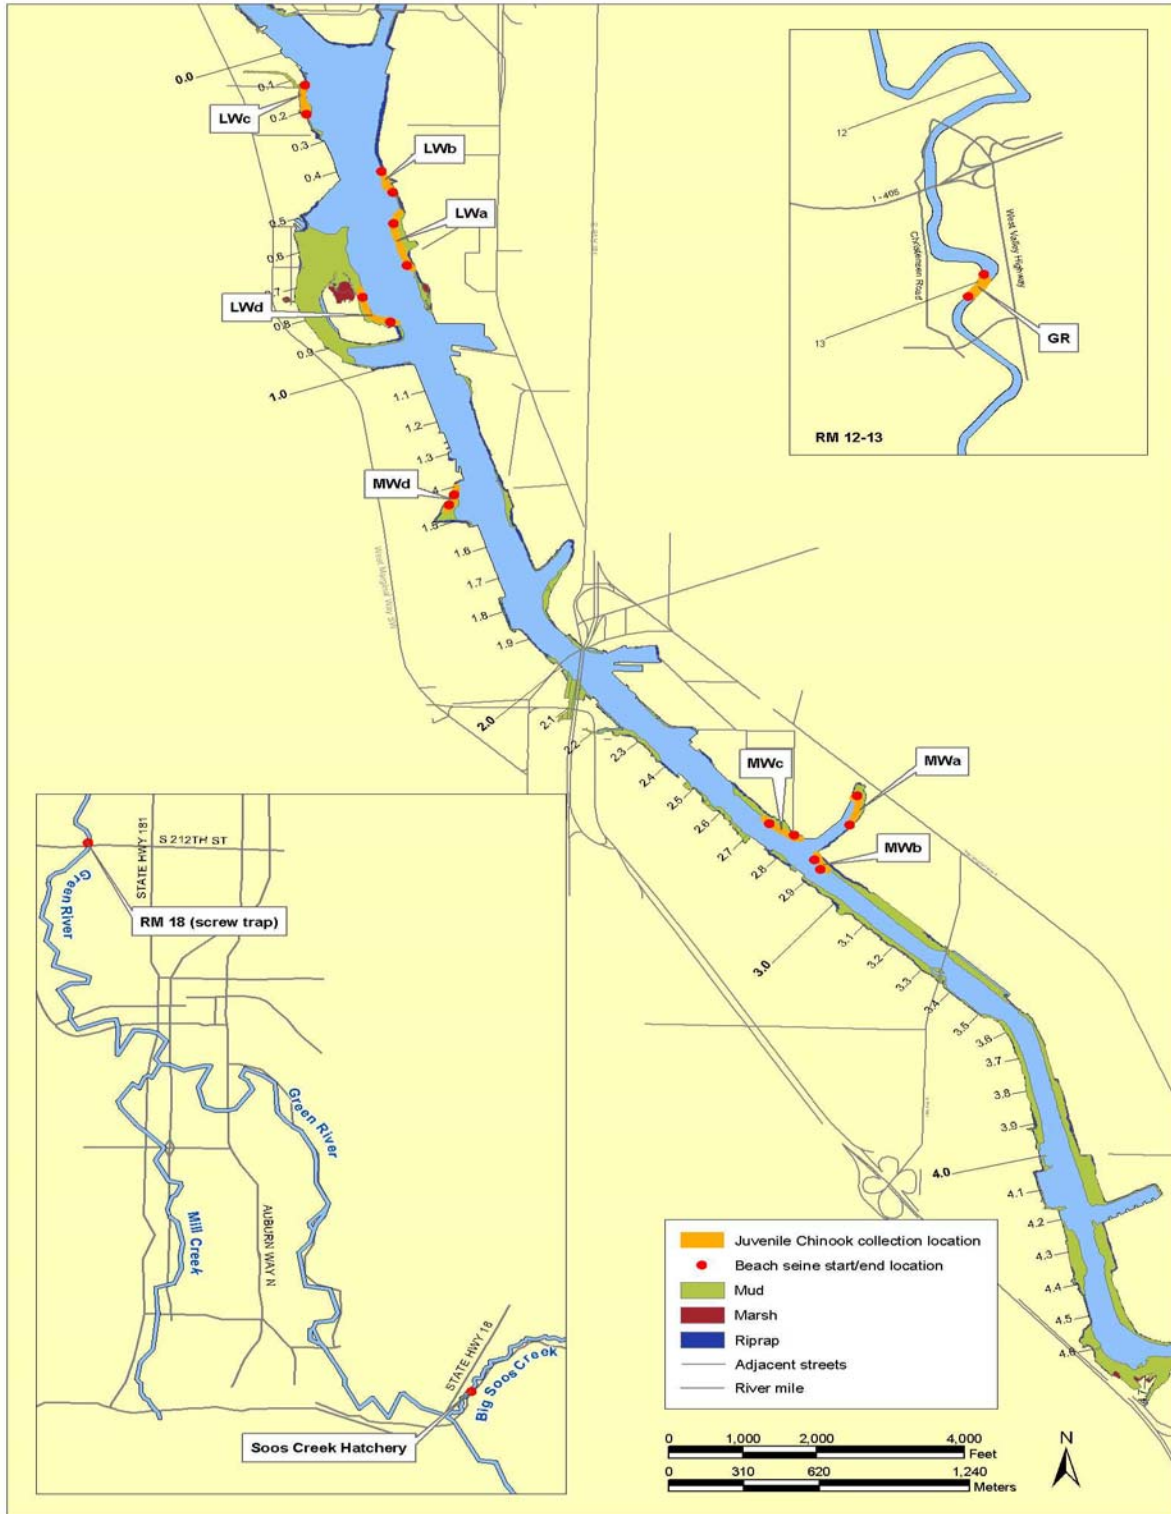 0.0
0.1
LWc
0.2
0.3
LWb
0.4
LWa
0.5
0.6
LWd
0.8
0.9
1.0
1.1
1.2
1.3
MWd
1.5
1.6
West Marginal Way SW
1.7
1.8
1.9
2.0
2.1
2.2
2.3
2.4
2.5
2.6
2.7
2.8
2.9
MWc
MWa
MWb
3.0
3.1
3.2
3.3
3.4
3.5
3.6
3.7
3.8
3.9
4.0
4.1
4.2
4.3
4.4
4.5
4.6
12
I-405
West Valley Highway
Christensen Road
13
GR
RM 12-13
STATE HWY 181
S 212TH ST
Green River
RM 18 (screw trap)
Green River
Mill Creek
AUBURN WAY N
STATE HWY 18
Big Soos Creek
Soos Creek Hatchery
Juvenile Chinook collection location
Beach seine start/end location
Mud
Marsh
Riprap
Adjacent streets
River mile
0 1,000 2,000 4,000
Feet
0 310 620 1,240
Meters
N